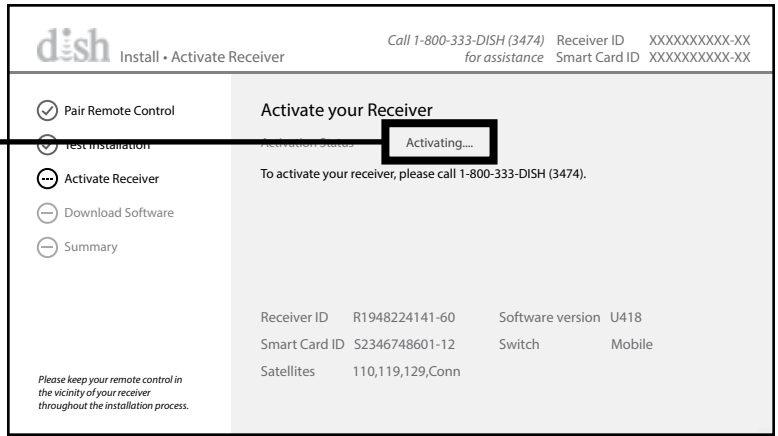 dish Install • Activate Receiver
Call 1-800-333-DISH (3474) Receiver ID XXXXXXXXXX-XX
for assistance Smart Card ID XXXXXXXXXX-XX
Pair Remote Control
Test Installation
Activate Receiver
Download Software
Summary
Please keep your remote control in
the vicinity of your receiver
throughout the installation process.
Activate your Receiver
Activation Status Activating....
To activate your receiver, please call 1-800-333-DISH (3474).
Receiver ID R1948224141-60 Software version U418
Smart Card ID S2346748601-12 Switch Mobile
Satellites 110,119,129,Conn